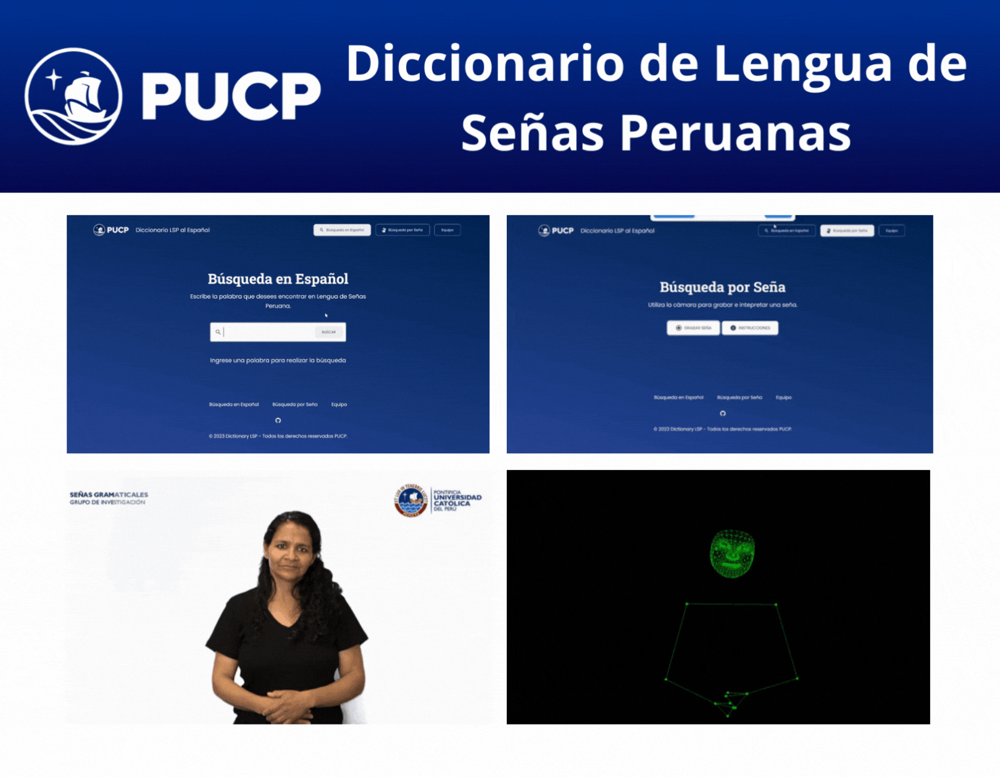 PUCP
Diccionario de Lengua de
Señas Peruanas
PUCP Diccionario LSP al Español
Búsqueda en Español Búsqueda por Seña Equipo
Búsqueda en Español
Escribe la palabra que desees encontrar en Lengua de Señas
Peruana.
BUSCAR
Ingrese una palabra para realizar la búsqueda
Búsqueda en Español Búsqueda por Seña Equipo
© 2023 Dictionary LSP - Todos los derechos reservados PUCP.
PUCP Diccionario LSP al Español
Búsqueda en Español Búsqueda por Seña Equipo
Búsqueda por Seña
Utiliza la cámara para grabar e intepretar una seña.
GRABAR SEÑA INSTRUCCIONES
Búsqueda en Español Búsqueda por Seña Equipo
© 2023 Dictionary LSP - Todos los derechos reservados PUCP.
SEÑAS GRAMATICALES
GRUPO DE INVESTIGACIÓN
ET LUX IN TENEBRIS LUCET
PONTIFICIA
UNIVERSIDAD
CATÓLICA
DEL PERÚ